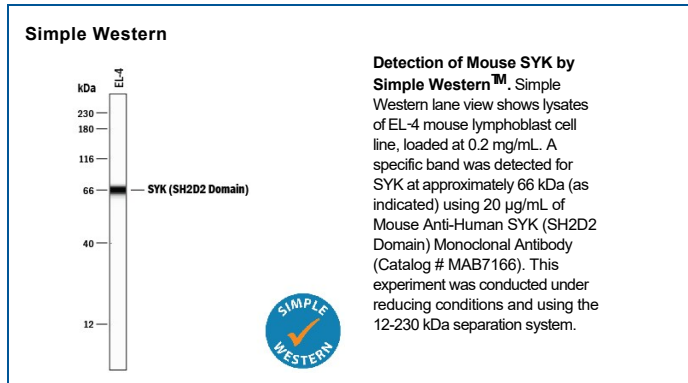 Simple Western
EL-4
kDa
230
180
116
66
SYK (SH2D2 Domain)
40
12
SIMPLE
WESTERN
Detection of Mouse SYK by
Simple Western™. Simple
Western lane view shows lysates
of EL-4 mouse lymphoblast cell
line, loaded at 0.2 mg/mL. A
specific band was detected for
SYK at approximately 66 kDa (as
indicated) using 20 µg/mL of
Mouse Anti-Human SYK (SH2D2
Domain) Monoclonal Antibody
(Catalog # MAB7166). This
experiment was conducted under
reducing conditions and using the
12-230 kDa separation system.